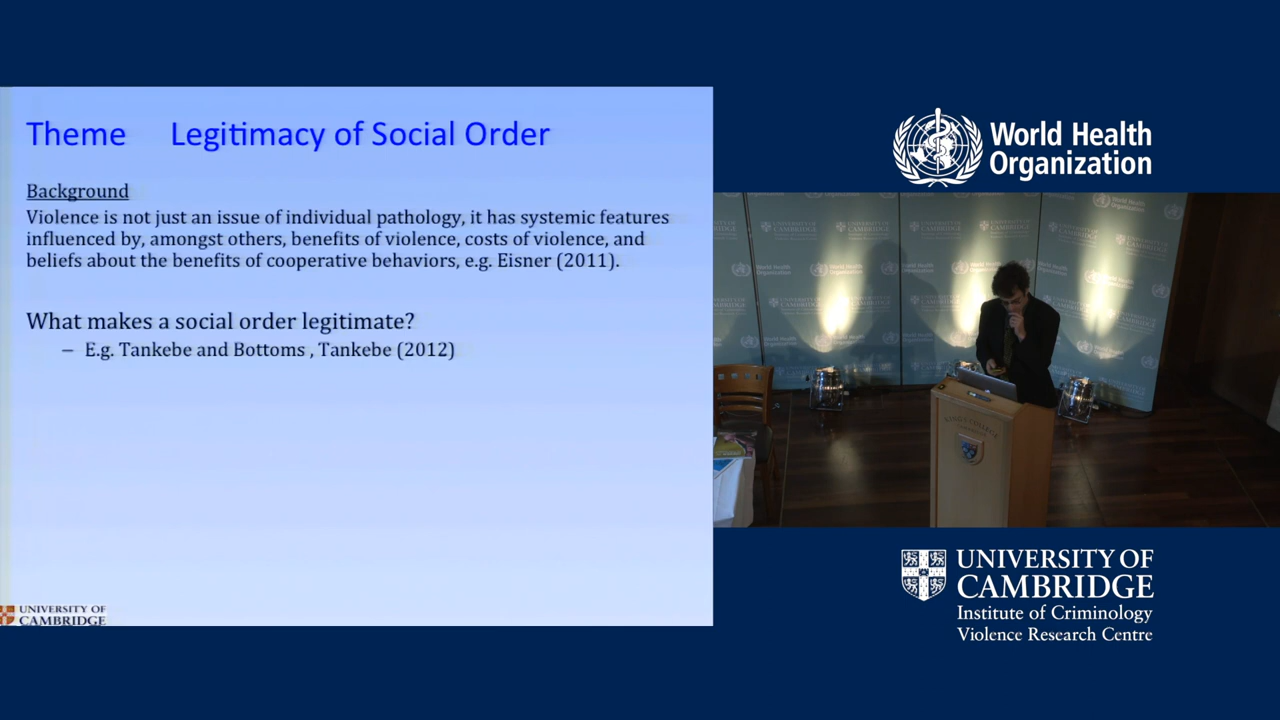 Theme Legitimacy of Social Order
Background
Violence is not just an issue of individual pathology, it has systemic features
influenced by, amongst others, benefits of violence, costs of violence, and
beliefs about the benefits of cooperative behaviors, e.g. Eisner (2011).
What makes a social order legitimate?
– E.g. Tankebe and Bottoms , Tankebe (2012)
UNIVERSITY OF
CAMBRIDGE
World Health
Organization
KING'S COLLEGE
UNIVERSITY OF
CAMBRIDGE
Institute of Criminology
Violence Research Centre